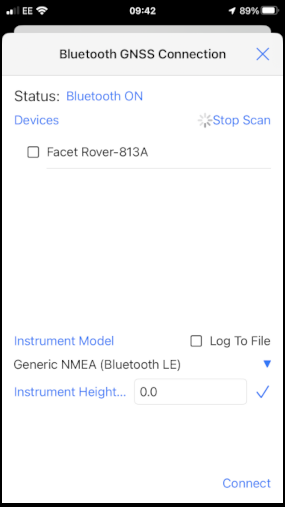 EE 09:42 89%
Bluetooth GNSS Connection
Status: Bluetooth ON
Devices Stop Scan
Facet Rover-813A
Instrument Model Log To File
Generic NMEA (Bluetooth LE)
Instrument Height... 0.0
Connect